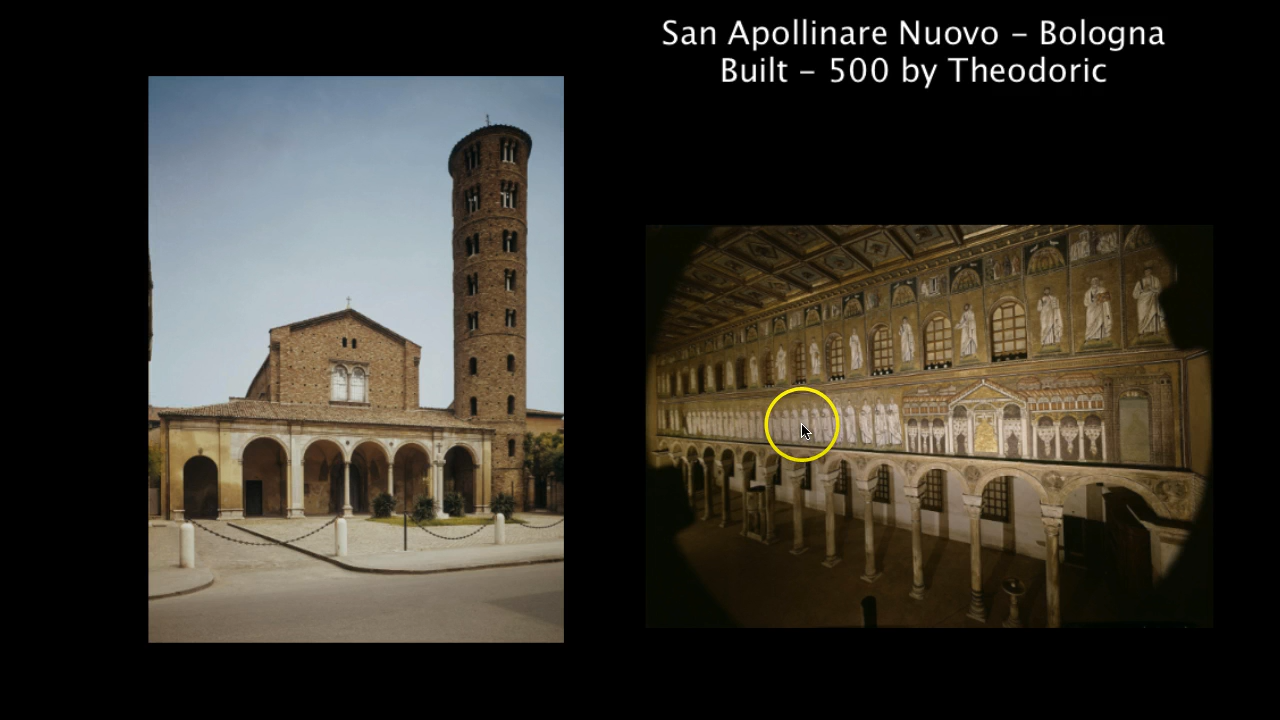 San Apollinare Nuovo – Bologna
Built – 500 by Theodoric